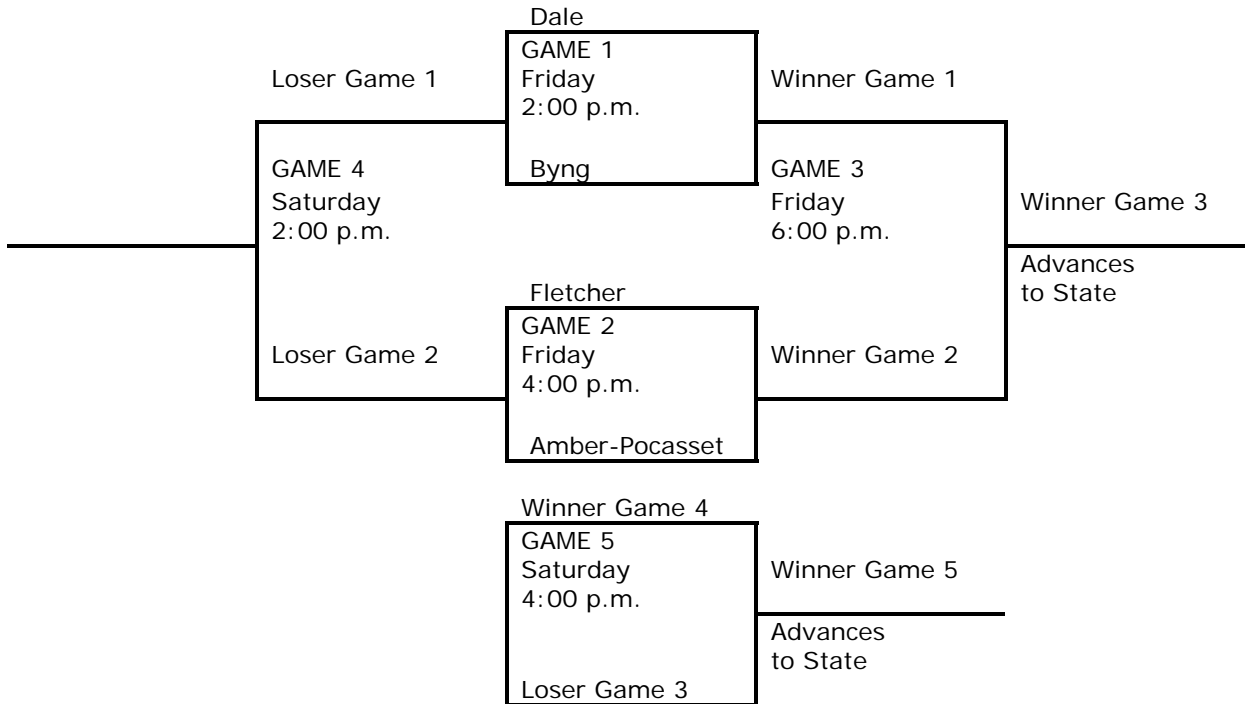 Dale
GAME 1
Loser Game 1
Friday
Winner Game 1
2:00 p.m.
GAME 4
Byng
GAME 3
Saturday
Friday
Winner Game 3
2:00 p.m.
6:00 p.m.
Advances
Fletcher
to State
GAME 2
Loser Game 2
Friday
Winner Game 2
4:00 p.m.
Amber-Pocasset
Winner Game 4
GAME 5
Saturday
Winner Game 5
4:00 p.m.
Advances
to State
Loser Game 3